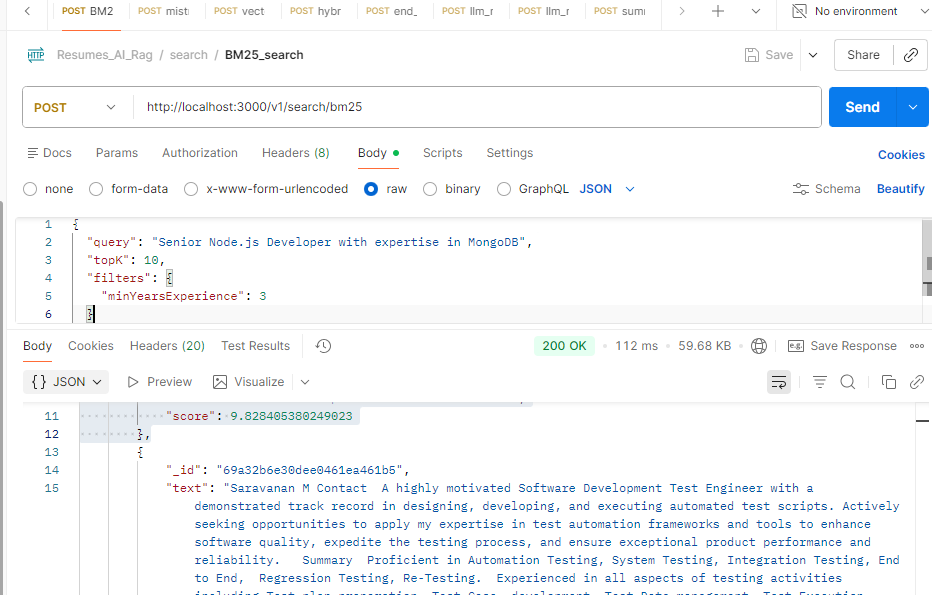 POST BM2 POST mist POST vect POST hybr POST end_ POST llm_r POST llm_r POST sum No environment
HTTP Resumes_AI_Rag / search / BM25_search Save Share
POST http://localhost:3000/v1/search/bm25 Send
Docs Params Authorization Headers (8) Body Scripts Settings Cookies
none form-data x-www-form-urlencoded raw binary GraphQL JSON Schema Beautify
1 {
2 "query": "Senior Node.js Developer with expertise in MongoDB",
3 "topK": 10,
4 "filters": {
5 "minYearsExperience": 3
6 }
Body Cookies Headers (20) Test Results 200 OK • 112 ms • 59.68 KB • e.g. Save Response
{} JSON Preview Visualize
11 "score": 9.828405380249023
12 },
13 {
14 "_id": "69a32b6e30dee0461ea461b5",
15 "text": "Saravanan M Contact  A highly motivated Software Development Test Engineer with a
demonstrated track record in designing, developing, and executing automated test scripts. Actively
seeking opportunities to apply my expertise in test automation frameworks and tools to enhance
software quality, expedite the testing process, and ensure exceptional product performance and
reliability.   Summary  Proficient in Automation Testing, System Testing, Integration Testing, End
to End,  Regression Testing, Re-Testing.  Experienced in all aspects of testing activities